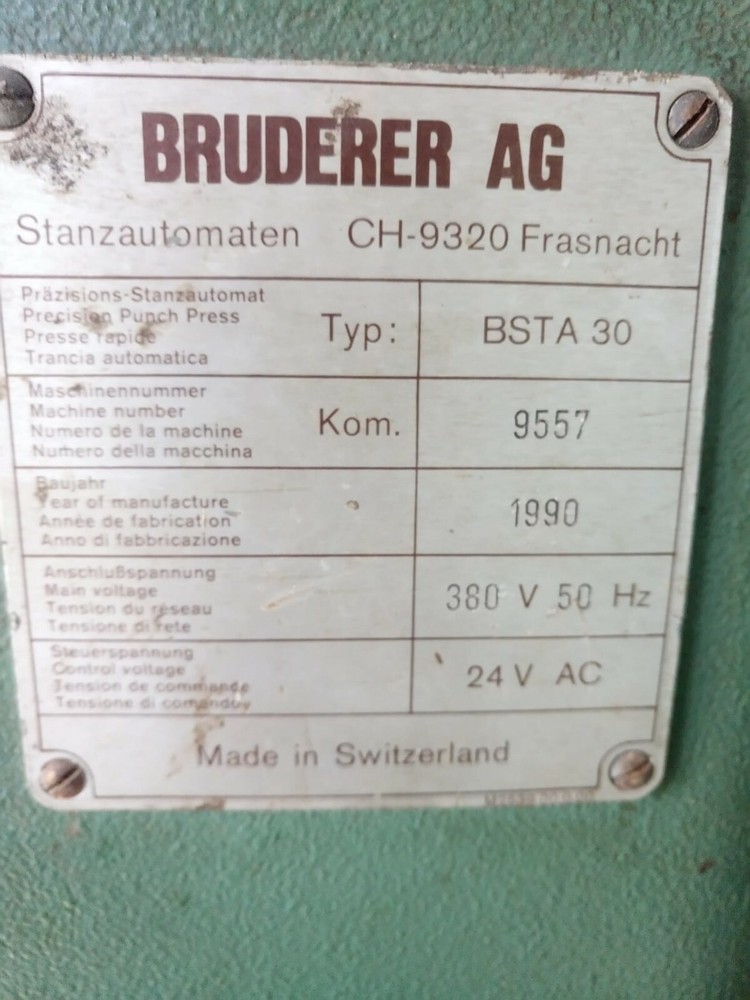 BRUDERER AG
Stanzautomaten CH-9320 Frasnacht
Präzisions-Stanzautomat
Precision Punch Press
Presse rapide
Trancia automatica
Typ: BSTA 30
Maschinennummer
Machine number
Numero de la machine
Numero della macchina
Kom. 9557
Baujahr
Year of manufacture
Année de fabrication
Anno di fabbricazione
1990
Anschlußspannung
Main voltage
Tension du réseau
Tensione di rete
380 V 50 Hz
Steuerspannung
Control voltage
Tension de commande
Tensione di comando
24 V AC
Made in Switzerland